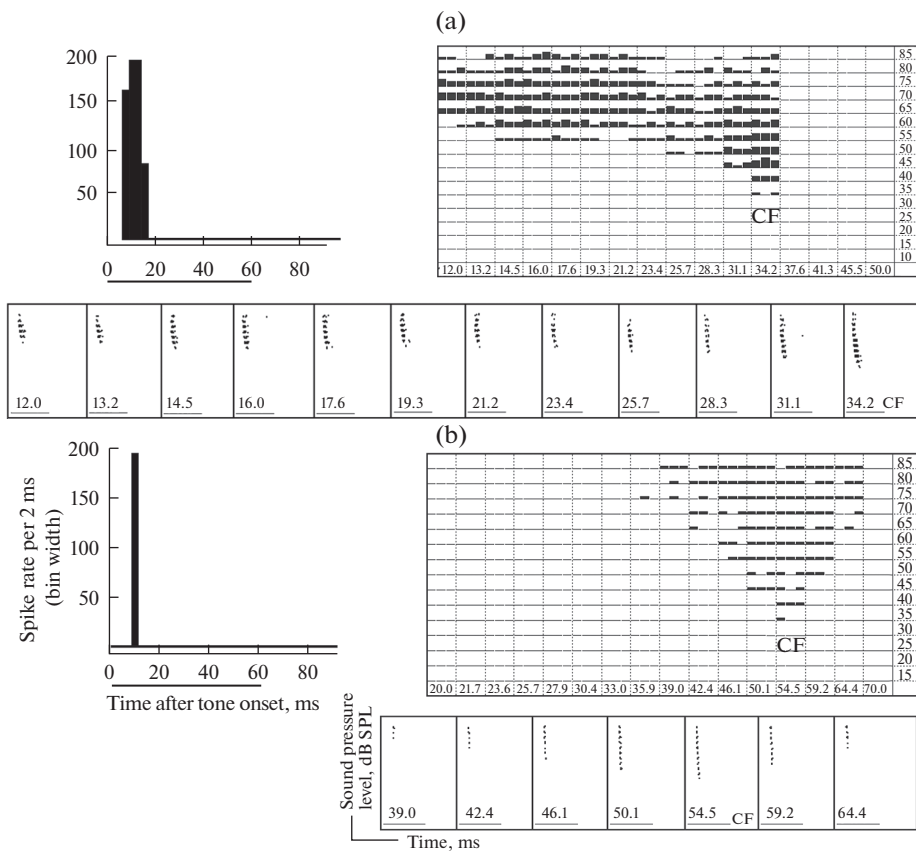 (a)
200
150
100
50
0 20 40 60 80
85
80
75
70
65
60
55
50
45
40
35
30
25
20
15
10
CF
12.0 13.2 14.5 16.0 17.6 19.3 21.2 23.4 25.7 28.3 31.1 34.2 37.6 41.3 45.5 50.0
12.0 13.2 14.5 16.0 17.6 19.3 21.2 23.4 25.7 28.3 31.1 34.2 CF
(b)
Spike rate per 2 ms
(bin width)
200
150
100
50
0 20 40 60 80
Time after tone onset, ms
85
80
75
70
65
60
55
50
45
40
35
30
25
20
15
CF
20.0 21.7 23.6 25.7 27.9 30.4 33.0 35.9 39.0 42.4 46.1 50.1 54.5 59.2 64.4 70.0
Sound pressure
level, dB SPL
39.0 42.4 46.1 50.1 54.5 CF 59.2 64.4
Time, ms